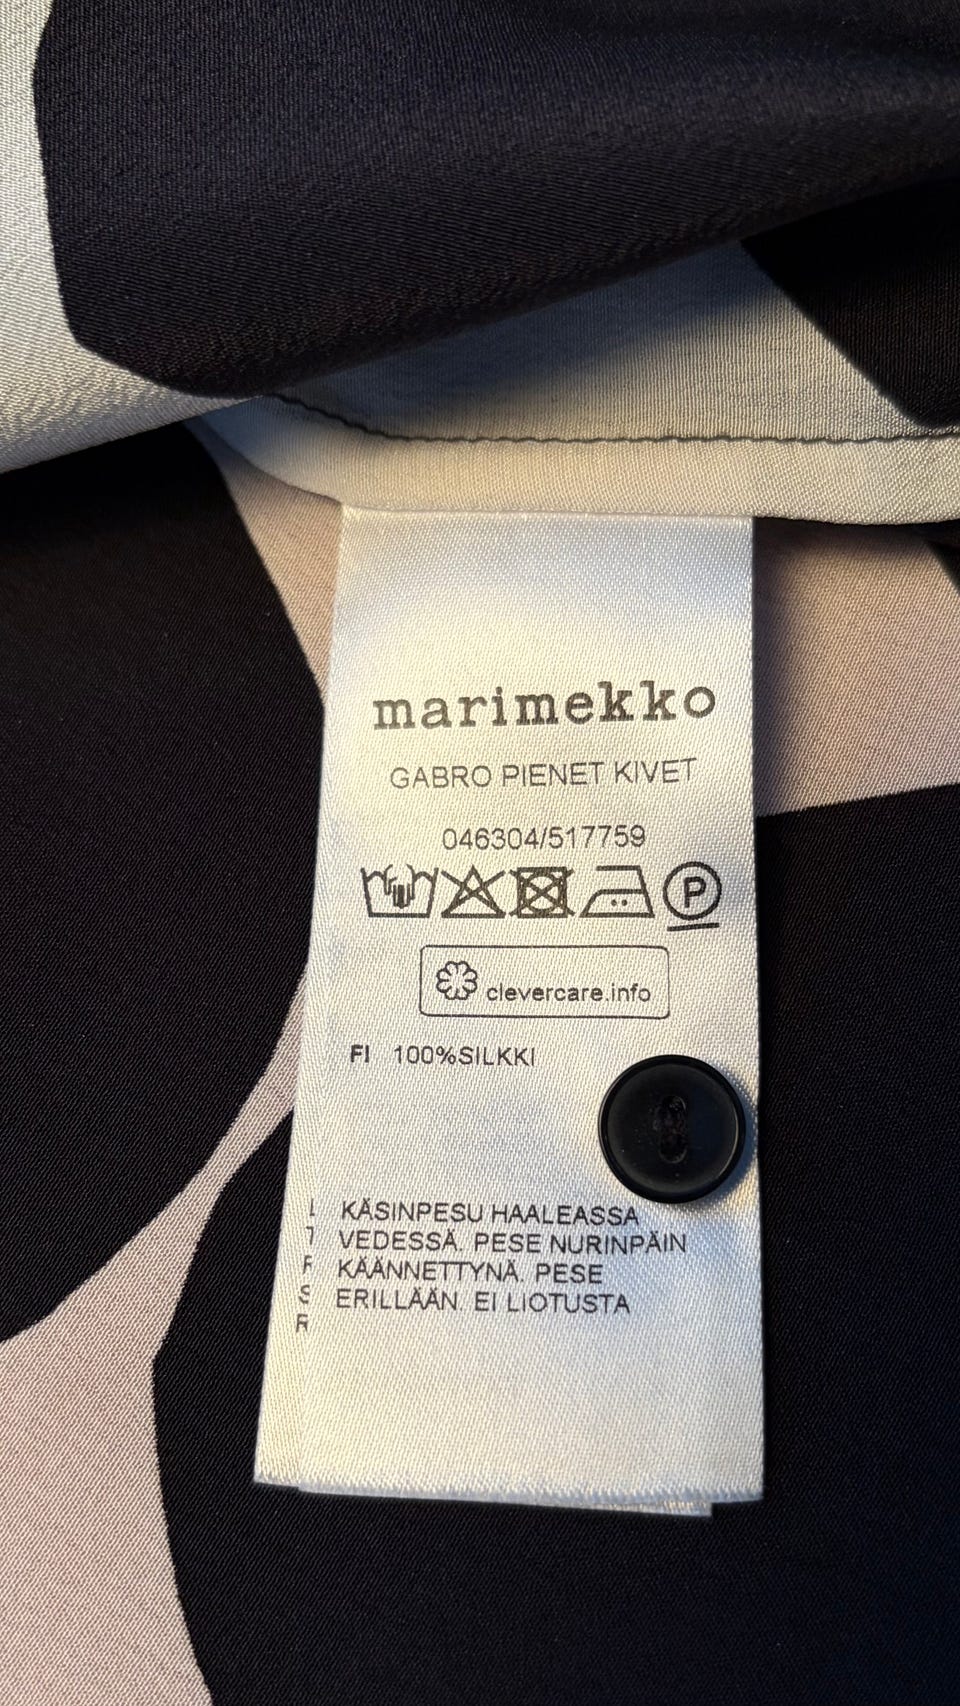 marimekko
GABRO PIENET KIVET
046304/517759
P
clevercare.info
FI 100%SILKKI
KÄSINPESU HAALEASSA
VEDESSÄ. PESE NURINPÄIN
KÄÄNNETTYNÄ. PESE
ERILLÄÄN. EI LIOTUSTA